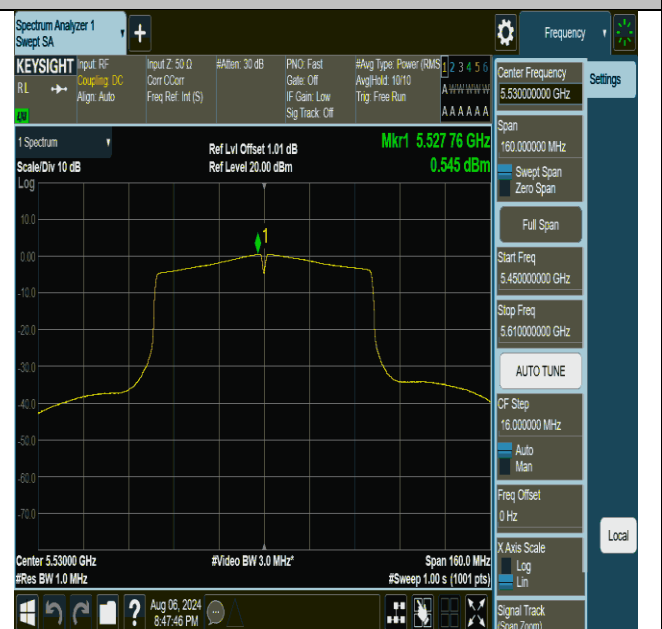 Spectrum Analyzer 1
Swept SA
Frequency
KEYSIGHT
RL
Input: RF
Coupling: DC
Align: Auto
Input Z: 50 Ω
Corr CCorr
Freq Ref: Int (S)
#Atten: 30 dB
PNO: Fast
Gate: Off
IF Gain: Low
Sig Track: Off
#Avg Type: Power (RMS
Avg|Hold: 10/10
Trig: Free Run
1 2 3 4 5 6
A W W W W W
A A A A A A
Center Frequency
5.530000000 GHz
Settings
Span
160.000000 MHz
Swept Span
Zero Span
Full Span
Start Freq
5.450000000 GHz
Stop Freq
5.610000000 GHz
AUTO TUNE
CF Step
16.000000 MHz
Auto
Man
Freq Offset
0 Hz
X Axis Scale
Log
Lin
Signal Track
(Span Zoom)
Local
1 Spectrum
Scale/Div 10 dB
Log
Ref Lvl Offset 1.01 dB
Ref Level 20.00 dBm
Mkr1 5.527 76 GHz
0.545 dBm
1
10.0
0.00
-10.0
-20.0
-30.0
-40.0
-50.0
-60.0
-70.0
Center 5.53000 GHz
#Res BW 1.0 MHz
#Video BW 3.0 MHz*
Span 160.0 MHz
#Sweep 1.00 s (1001 pts)
Aug 06, 2024
8:47:46 PM